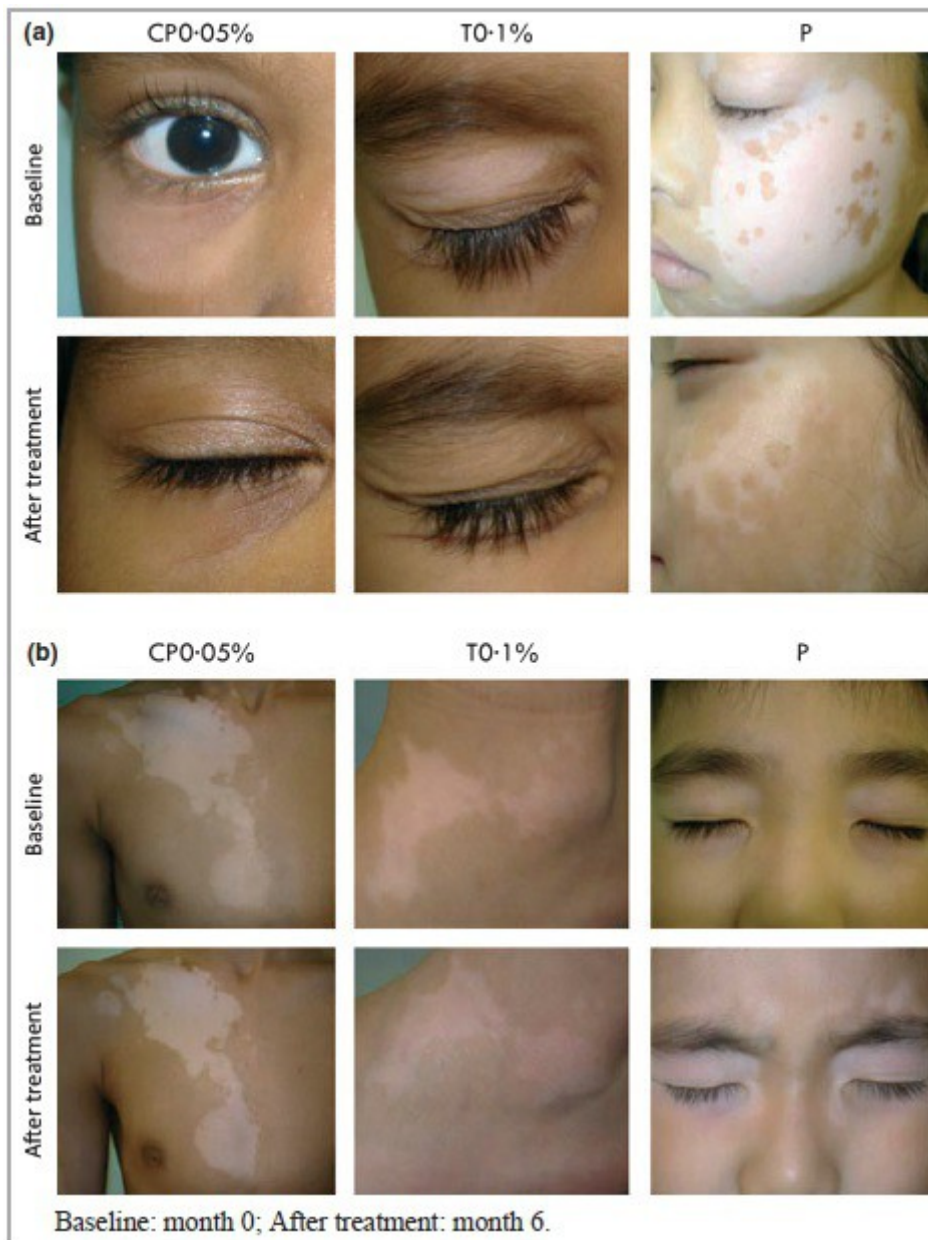 (a) CP0·05% T0·1% P
Baseline
After treatment
(b) CP0·05% T0·1% P
Baseline
After treatment
Baseline: month 0; After treatment: month 6.